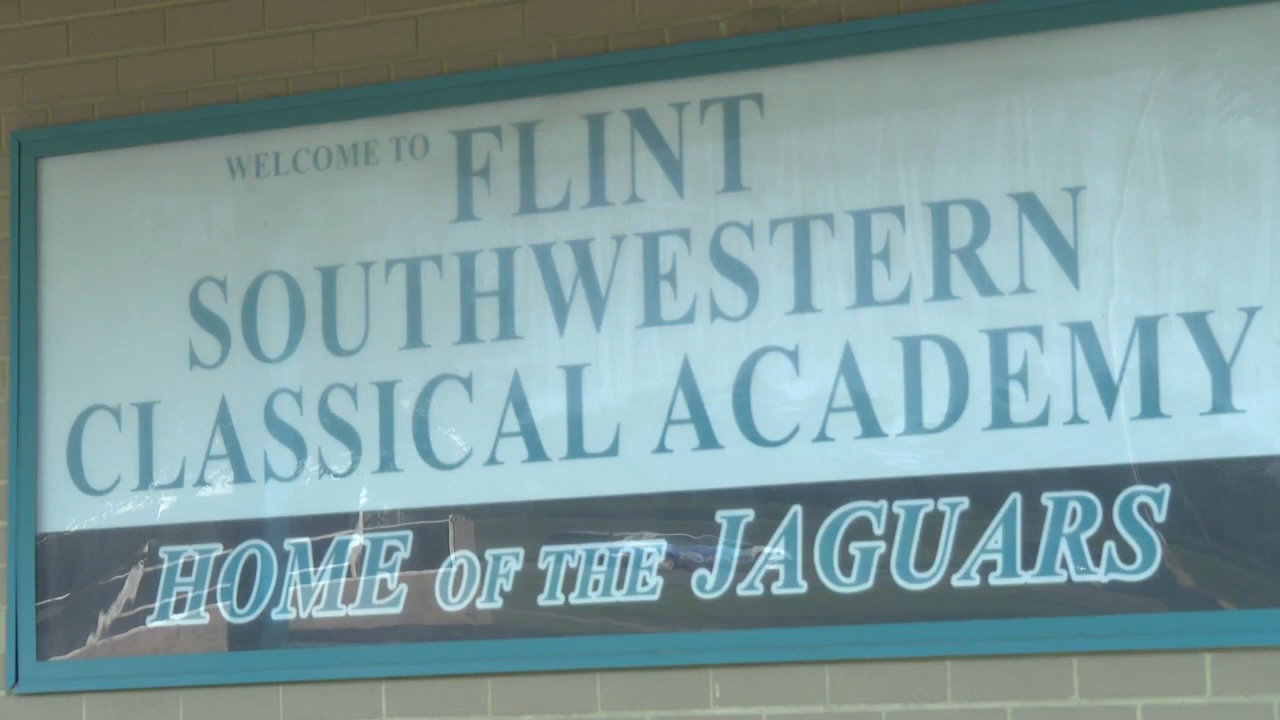 WELCOME TO FLINT
SOUTHWESTERN
CLASSICAL ACADEMY
HOME OF THE JAGUARS